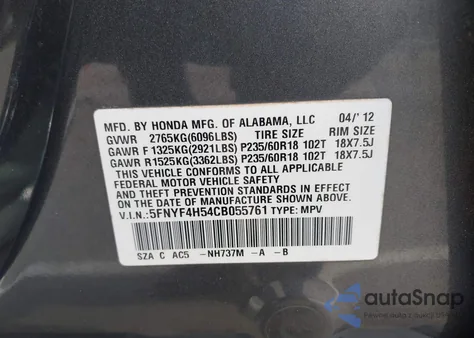 MFD. BY HONDA MFG. OF ALABAMA, LLC 04/'12
GVWR 2765KG(6096LBS) TIRE SIZE RIM SIZE
GAWR F 1325KG(2921LBS) P235/60R18 102T 18X7.5J
GAWR R1525KG(3362LBS) P235/60R18 102T 18X7.5J
THIS VEHICLE CONFORMS TO ALL APPLICABLE
FEDERAL MOTOR VEHICLE SAFETY
AND THEFT PREVENTION STANDARDS IN EFFECT
ON THE DATE OF MANUFACTURE SHOWN ABOVE.
V.I.N.:5FNYF4H54CB055761 TYPE: MPV
SZA C AC5 -NH737M -A -B
autoSnap